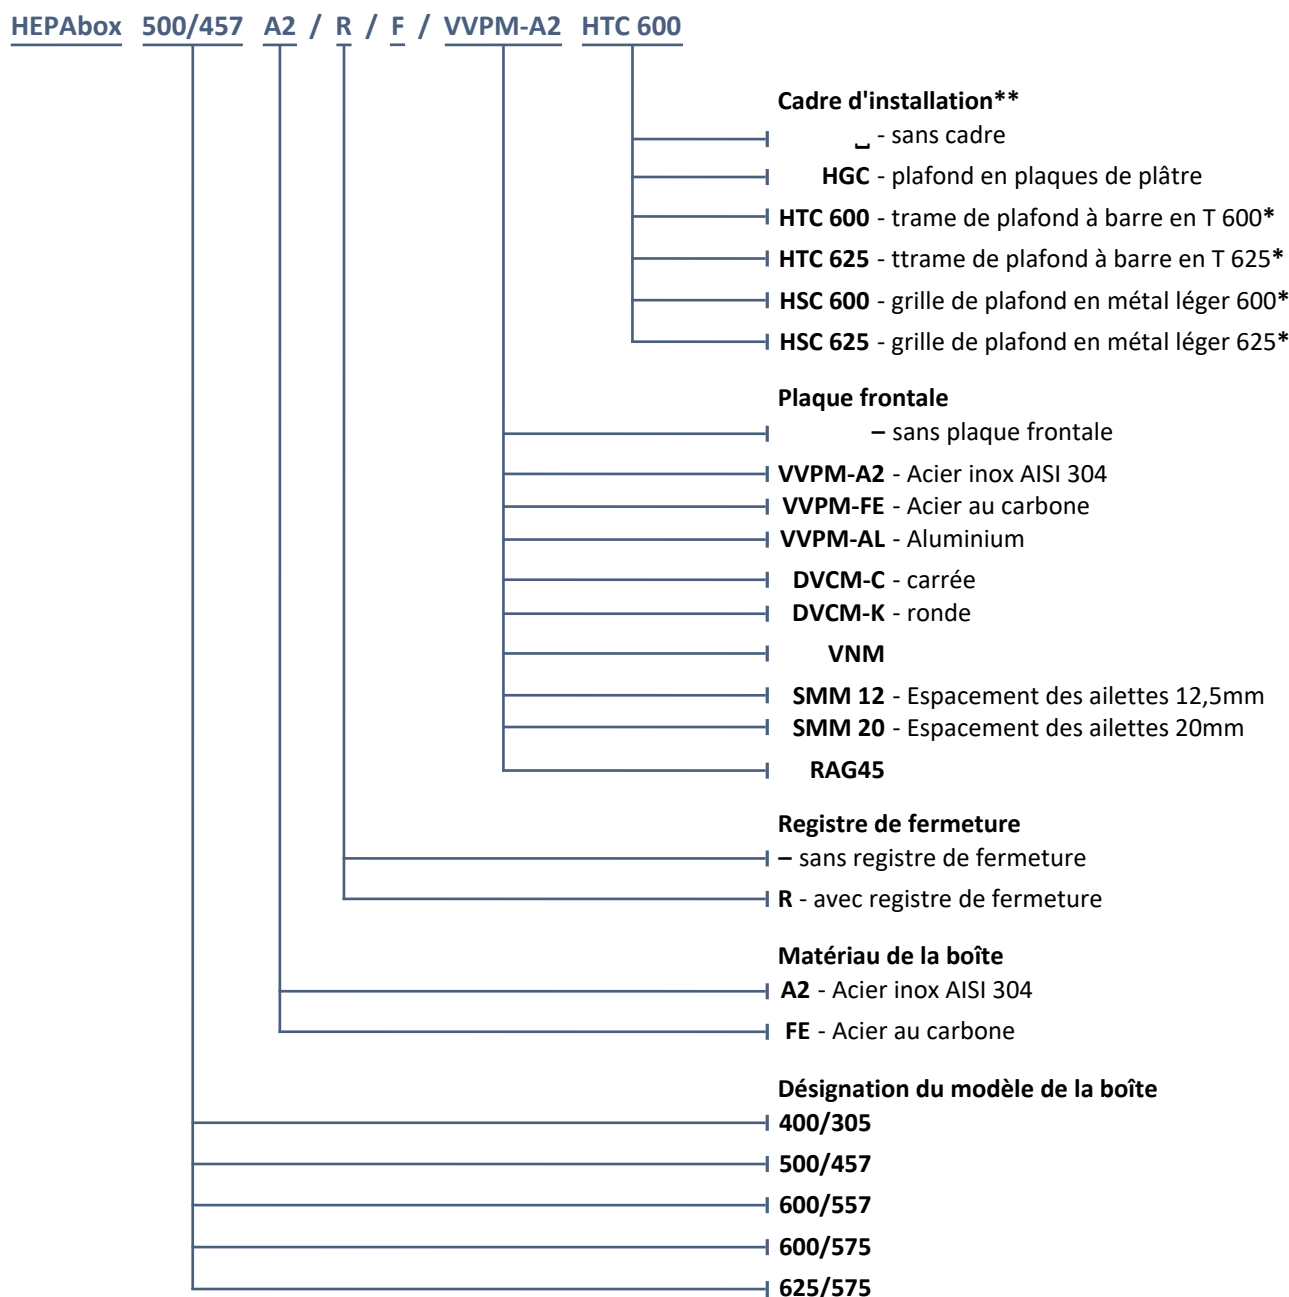 HEPAbox 500/457 A2 / R / F / VVPM-A2 HTC 600
Cadre d'installation**
⎵ - sans cadre
HGC - plafond en plaques de plâtre
HTC 600 - trame de plafond à barre en T 600*
HTC 625 - ttrame de plafond à barre en T 625*
HSC 600 - grille de plafond en métal léger 600*
HSC 625 - grille de plafond en métal léger 625*
Plaque frontale
– sans plaque frontale
VVPM-A2 - Acier inox AISI 304
VVPM-FE - Acier au carbone
VVPM-AL - Aluminium
DVCM-C - carrée
DVCM-K - ronde
VNM
SMM 12 - Espacement des ailettes 12,5mm
SMM 20 - Espacement des ailettes 20mm
RAG45
Registre de fermeture
– sans registre de fermeture
R - avec registre de fermeture
Matériau de la boîte
A2 - Acier inox AISI 304
FE - Acier au carbone
Désignation du modèle de la boîte
400/305
500/457
600/557
600/575
625/575